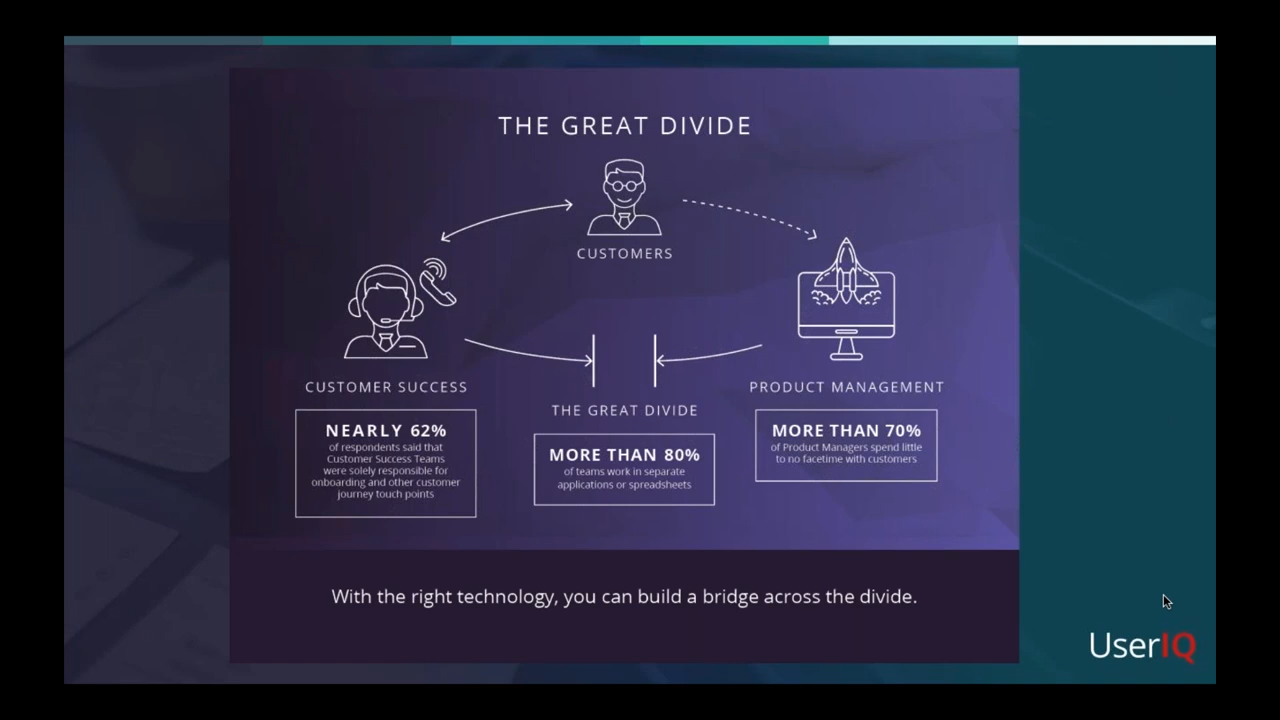 THE GREAT DIVIDE
CUSTOMERS
CUSTOMER SUCCESS
NEARLY 62%
of respondents said that
Customer Success Teams
were solely responsible for
onboarding and other customer
journey touch points
THE GREAT DIVIDE
MORE THAN 80%
of teams work in separate
applications or spreadsheets
PRODUCT MANAGEMENT
MORE THAN 70%
of Product Managers spend little
to no facetime with customers
With the right technology, you can build a bridge across the divide.
UserIQ